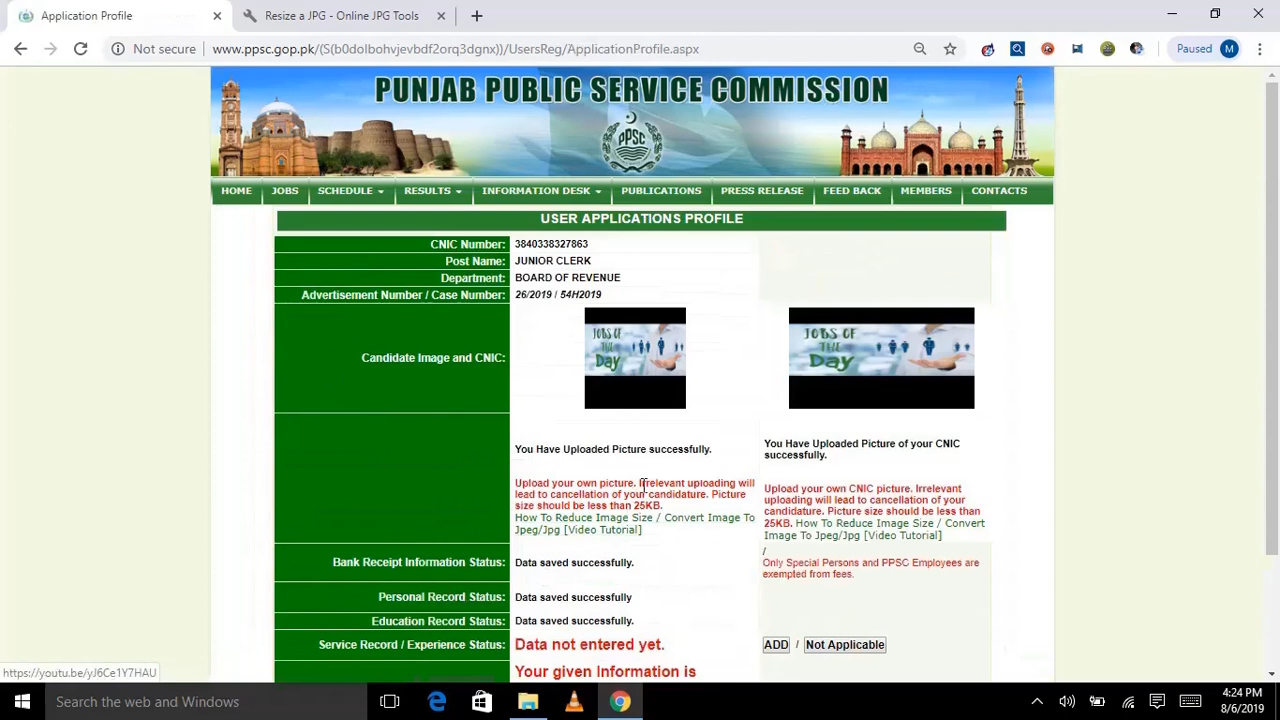 Application Profile
Resize a JPG - Online JPG Tools
Not secure
www.ppsc.gop.pk/(S(b0dolbohvjevbdf2orq3dgnx))/UsersReg/ApplicationProfile.aspx
Paused
M
PUNJAB PUBLIC SERVICE COMMISSION
PPSC
HOME
JOBS
SCHEDULE
RESULTS
INFORMATION DESK
PUBLICATIONS
PRESS RELEASE
FEED BACK
MEMBERS
CONTACTS
USER APPLICATIONS PROFILE
CNIC Number: 3840338327863
Post Name: JUNIOR CLERK
Department: BOARD OF REVENUE
Advertisement Number / Case Number: 26/2019 / 54H2019
Candidate Image and CNIC:
JOBS OF
THE
Day
JOBS OF
THE
Day
You Have Uploaded Picture successfully.
Upload your own picture. Irrelevant uploading will
lead to cancellation of your candidature. Picture
size should be less than 25KB.
How To Reduce Image Size / Convert Image To
Jpeg/Jpg [Video Tutorial]
You Have Uploaded Picture of your CNIC
successfully.
Upload your own CNIC picture. Irrelevant
uploading will lead to cancellation of your
candidature. Picture size should be less than
25KB. How To Reduce Image Size / Convert
Image To Jpeg/Jpg [Video Tutorial]
Bank Receipt Information Status: Data saved successfully.
/
Only Special Persons and PPSC Employees are
exempted from fees.
Personal Record Status: Data saved successfully
Education Record Status: Data saved successfully.
Service Record / Experience Status: Data not entered yet. ADD / Not Applicable
Your given Information is
https://youtu.be/yJ6Ce1Y7HAU
Search the web and Windows
4:24 PM
8/6/2019